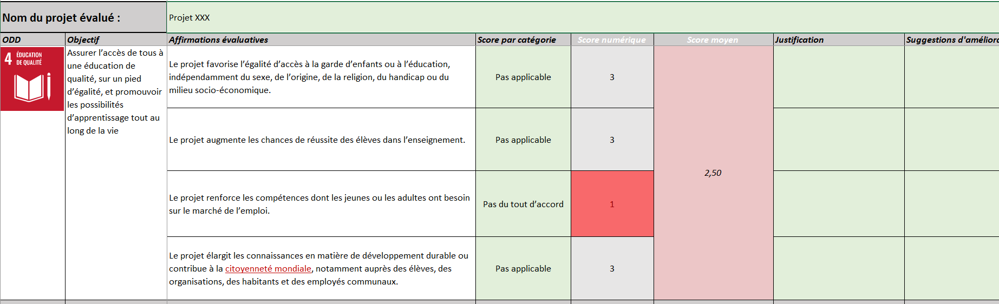 Nom du projet évalué :
Projet XXX
ODD
Objectif
Affirmations évaluatives
Score par catégorie
Score numérique
Score moyen
Justification
Suggestions d'améliora
4 ÉDUCATION
DE QUALITÉ
Assurer l’accès de tous à
une éducation de
qualité, sur un pied
d’égalité, et promouvoir
les possibilités
d’apprentissage tout au
long de la vie
Le projet favorise l’égalité d’accès à la garde d’enfants ou à l’éducation,
indépendamment du sexe, de l’origine, de la religion, du handicap ou du
milieu socio-économique.
Pas applicable
3
Le projet augmente les chances de réussite des élèves dans l’enseignement.
Pas applicable
3
2,50
Le projet renforce les compétences dont les jeunes ou les adultes ont besoin
sur le marché de l’emploi.
Pas du tout d’accord
1
Le projet élargit les connaissances en matière de développement durable ou
contribue à la citoyenneté mondiale, notamment auprès des élèves, des
organisations, des habitants et des employés communaux.
Pas applicable
3